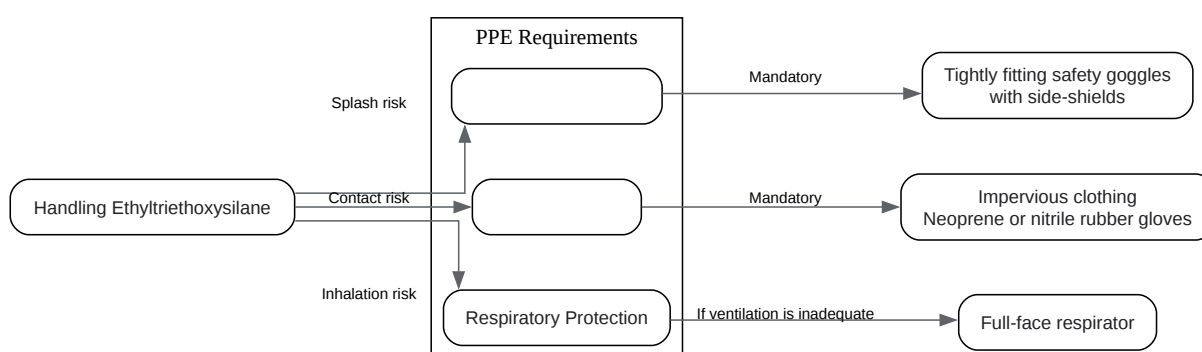 PPE Requirements
Splash risk
Mandatory
Tightly fitting safety goggles
with side-shields
Handling Ethyltriethoxysilane
Contact risk
Mandatory
Impervious clothing
Neoprene or nitrile rubber gloves
Inhalation risk
Respiratory Protection
If ventilation is inadequate
Full-face respirator